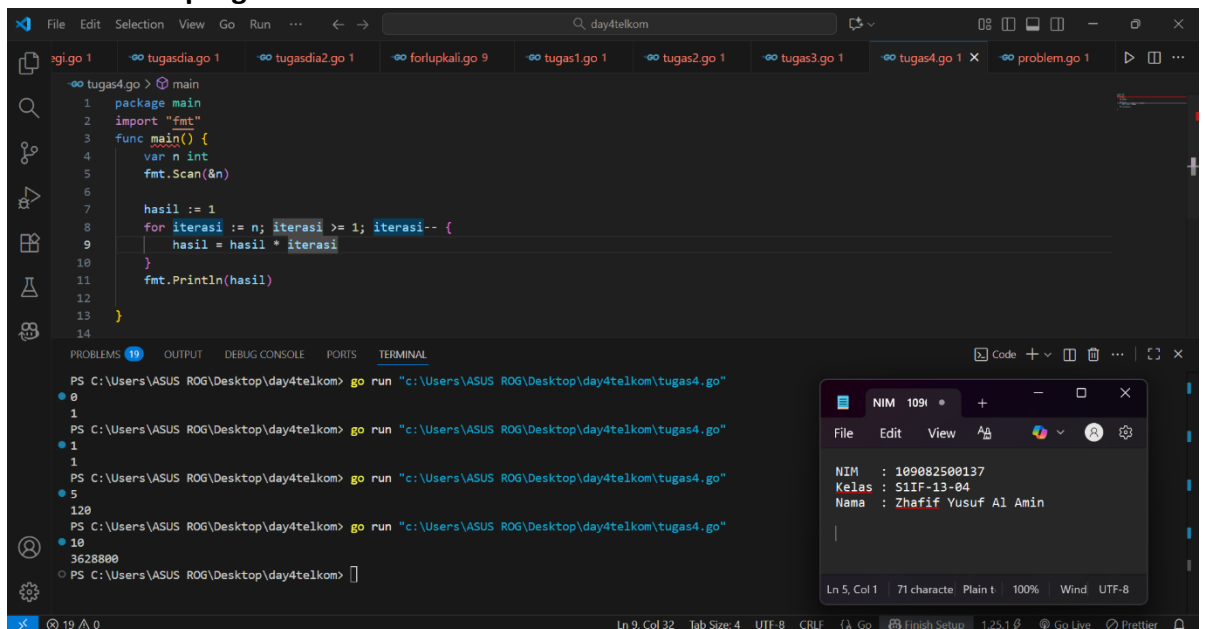 File Edit Selection View Go Run ··· day4telkom
egi.go 1 tugasdia.go 1 tugasdia2.go 1 forlupkali.go 9 tugas1.go 1 tugas2.go 1 tugas3.go 1 tugas4.go 1 problem.go 1
tugas4.go > main
1 package main
2 import "fmt"
3 func main() {
4 var n int
5 fmt.Scan(&n)
6
7 hasil := 1
8 for iterasi := n; iterasi >= 1; iterasi-- {
9 hasil = hasil * iterasi
10 }
11 fmt.Println(hasil)
12
13 }
14
PROBLEMS 19 OUTPUT DEBUG CONSOLE PORTS TERMINAL Code
PS C:\Users\ASUS ROG\Desktop\day4telkom> go run "c:\Users\ASUS ROG\Desktop\day4telkom\tugas4.go"
0
1
PS C:\Users\ASUS ROG\Desktop\day4telkom> go run "c:\Users\ASUS ROG\Desktop\day4telkom\tugas4.go"
1
1
PS C:\Users\ASUS ROG\Desktop\day4telkom> go run "c:\Users\ASUS ROG\Desktop\day4telkom\tugas4.go"
5
120
PS C:\Users\ASUS ROG\Desktop\day4telkom> go run "c:\Users\ASUS ROG\Desktop\day4telkom\tugas4.go"
10
3628800
PS C:\Users\ASUS ROG\Desktop\day4telkom>
NIM 109
File Edit View
NIM : 109082500137
Kelas : S1IF-13-04
Nama : Zhafif Yusuf Al Amin
Ln 5, Col 1 71 characte Plain t 100% Wind UTF-8
19 0 Ln 9, Col 32 Tab Size: 4 UTF-8 CRLF Go Finish Setup 1.25.1 Go Live Prettier